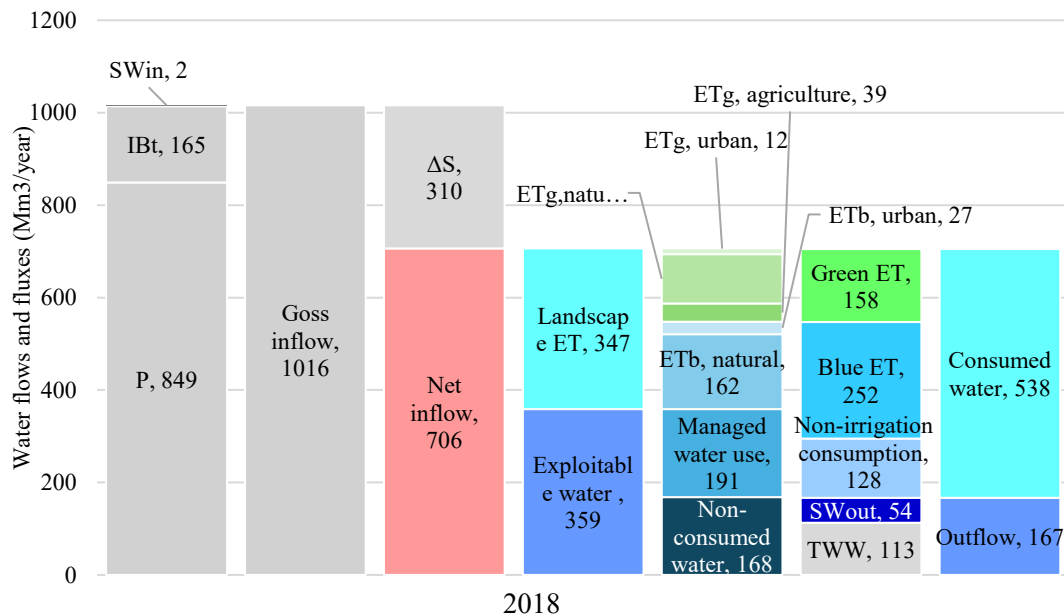 1200
SWin, 2
1000
IBt, 165
800
P, 849
600
400
200
0
Water flows and fluxes (Mm3/year)
Goss
inflow,
1016
ΔS,
310
Net
inflow,
706
Landscap
e ET, 347
Exploitabl
e water ,
359
ETg, agriculture, 39
ETg, urban, 12
ETg,natu…
ETb, urban, 27
ETb, natural,
162
Managed
water use,
191
Non-
consumed
water, 168
Green ET,
158
Blue ET,
252
Non-irrigation
consumption,
128
SWout, 54
TWW, 113
Consumed
water,
538
Outflow, 167
2018